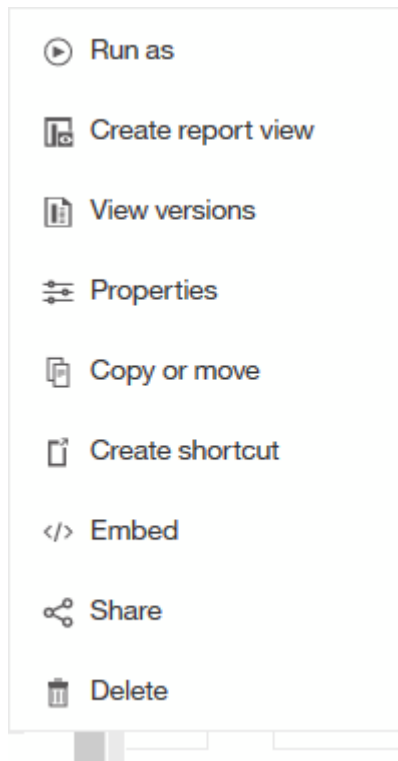 Run as
Create report view
View versions
Properties
Copy or move
Create shortcut
Embed
Share
Delete